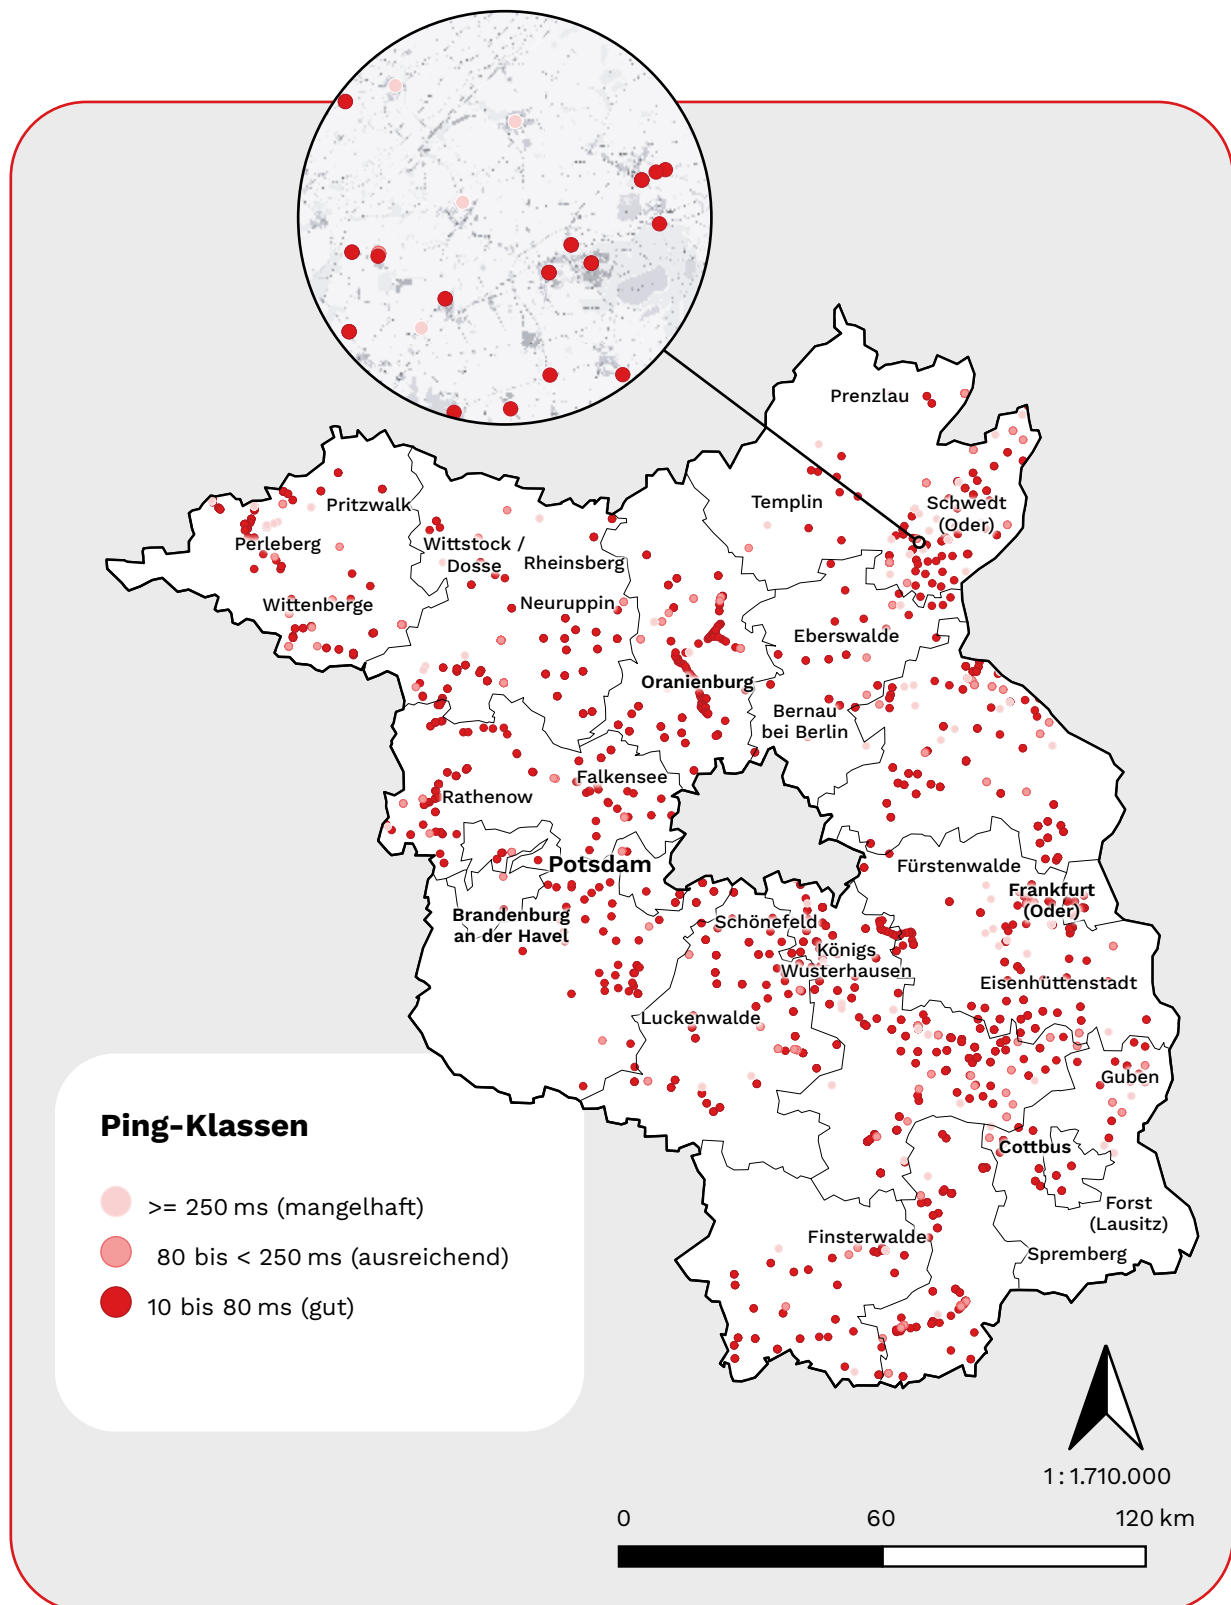 Prenzlau
Templin
Schwedt
(Oder)
Pritzwalk
Perleberg
Wittstock /
Dosse
Rheinsberg
Wittenberge
Neuruppin
Eberswalde
Oranienburg
Bernau
bei Berlin
Falkensee
Rathenow
Potsdam
Fürstenwalde
Frankfurt
(Oder)
Brandenburg
an der Havel
Schönefeld
Königs
Wusterhausen
Eisenhüttenstadt
Luckenwalde
Guben
Cottbus
Forst
(Lausitz)
Finsterwalde
Spremberg
Ping-Klassen
>= 250 ms (mangelhaft)
80 bis < 250 ms (ausreichend)
10 bis 80 ms (gut)
1 : 1.710.000
0 60 120 km